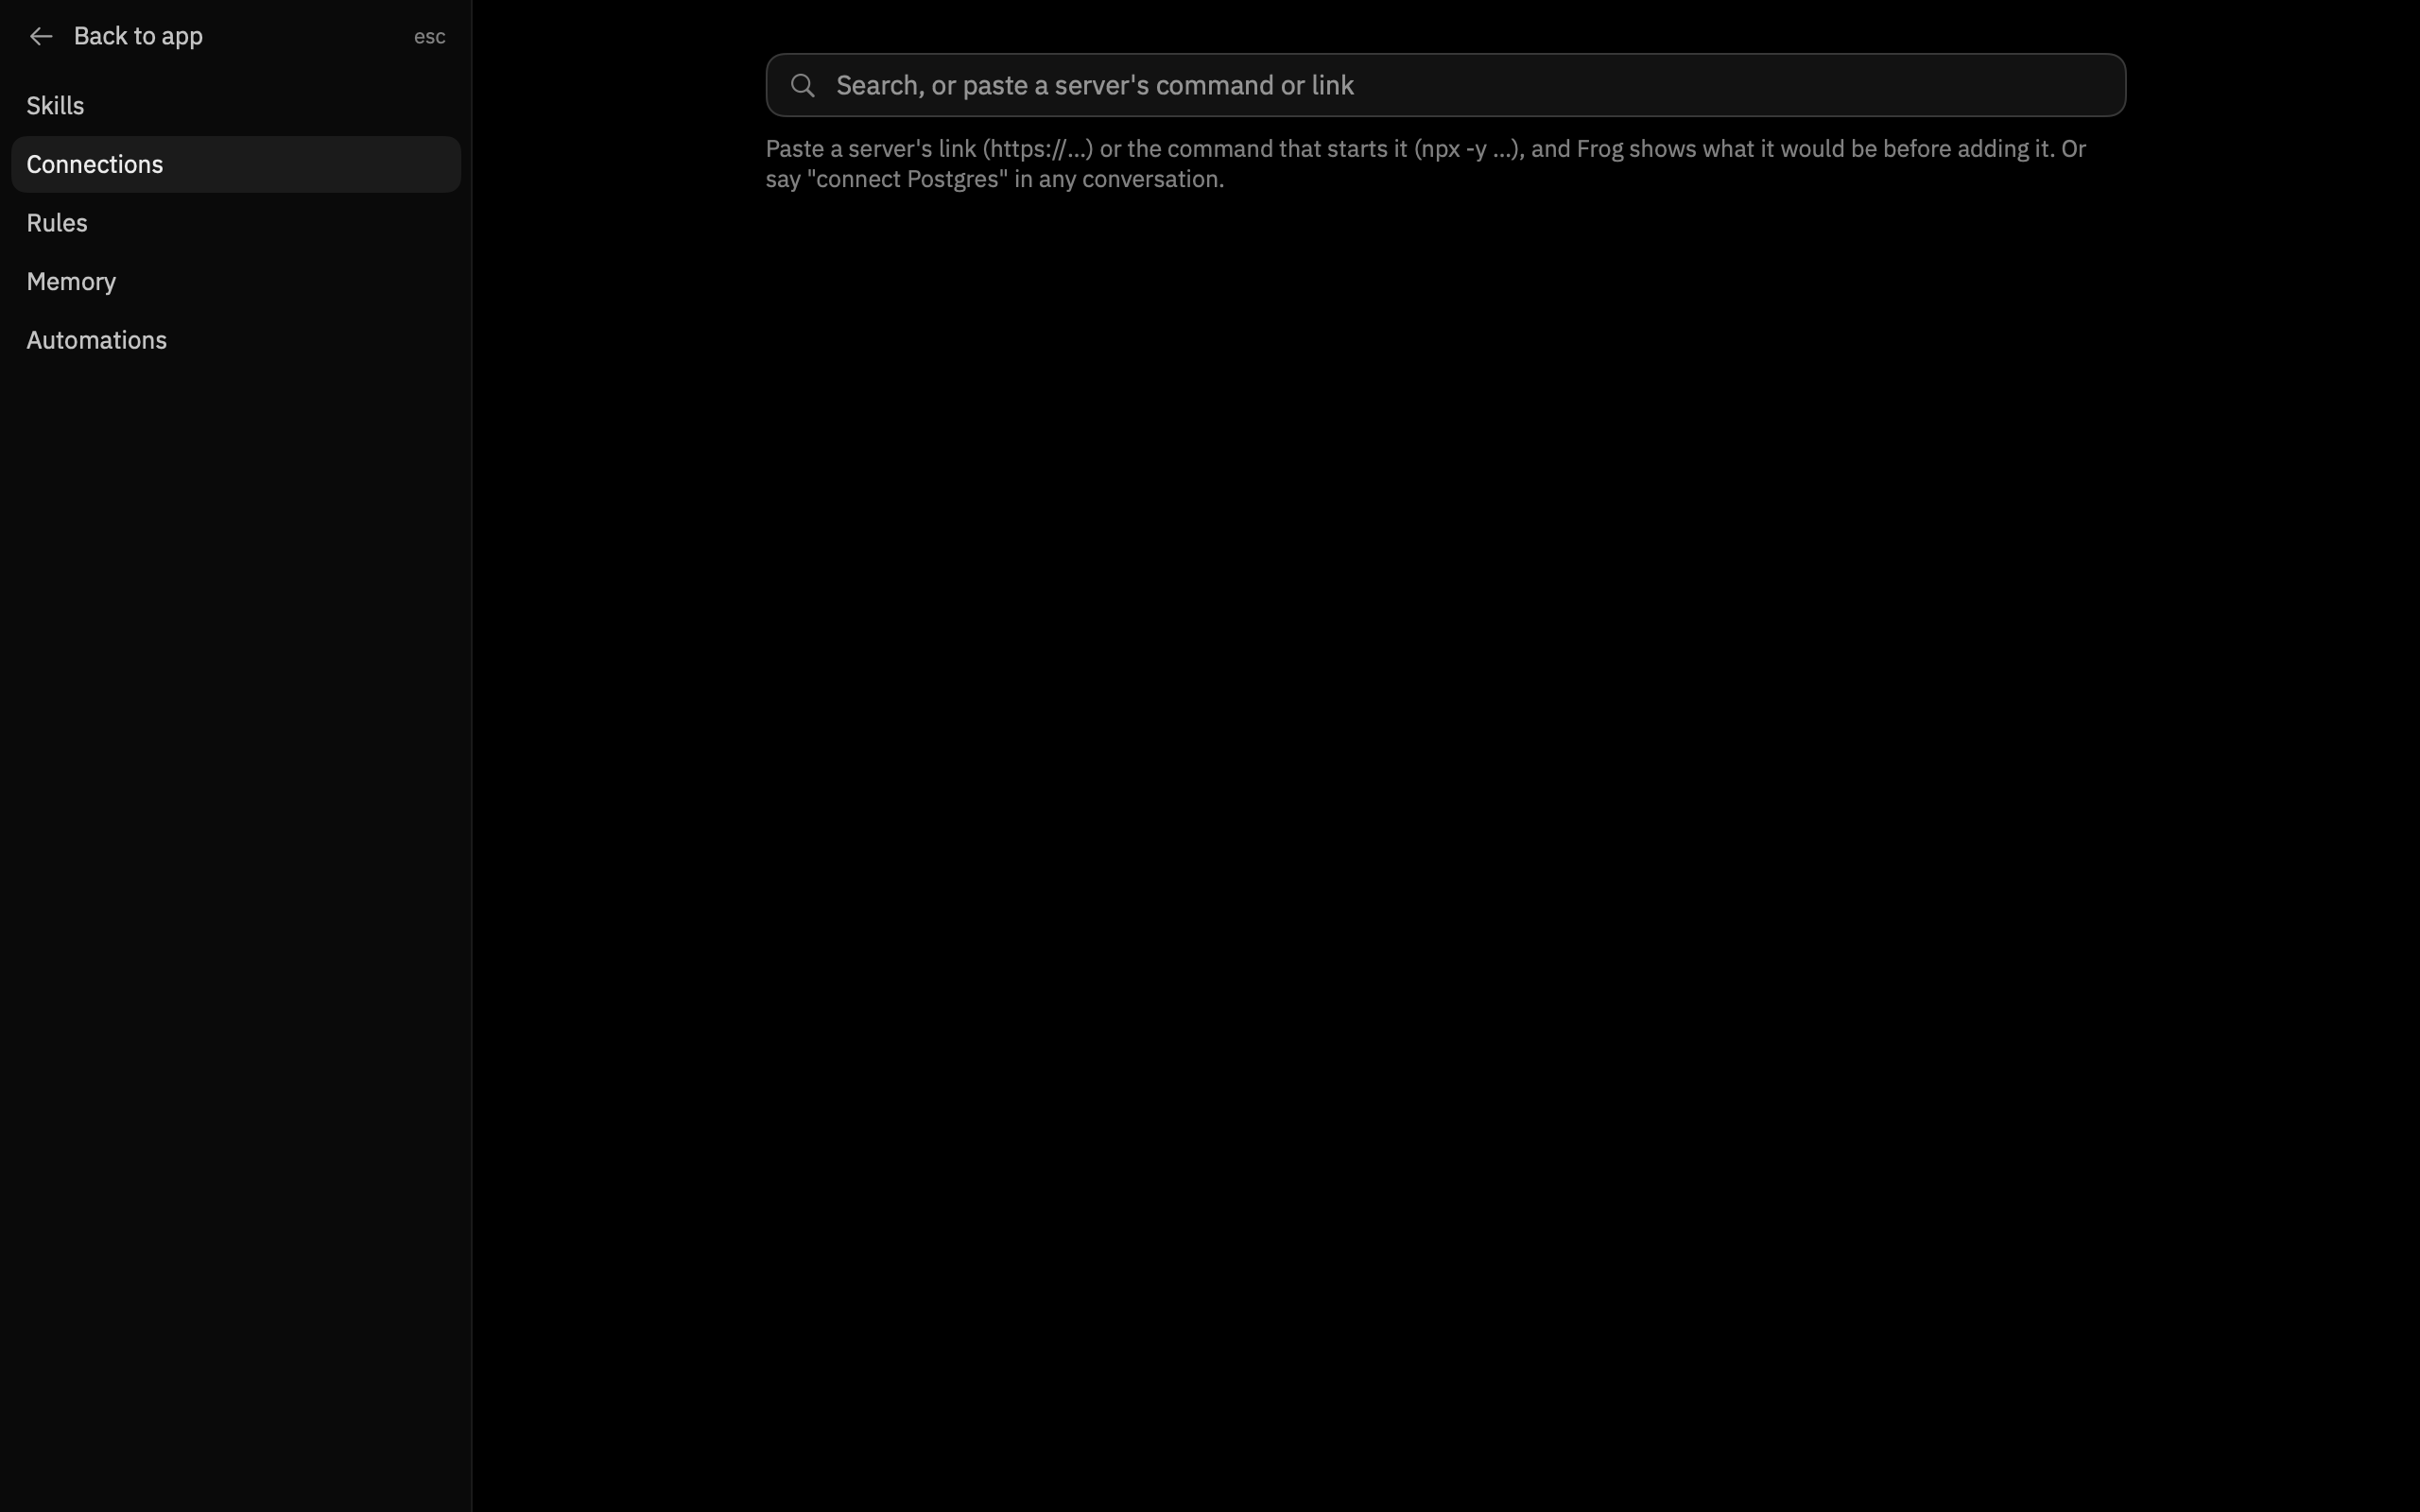 Back to app
esc
Skills
Connections
Rules
Memory
Automations
Search, or paste a server's command or link
Paste a server's link (https://...) or the command that starts it (npx -y ...), and Frog shows what it would be before adding it. Or
say "connect Postgres" in any conversation.